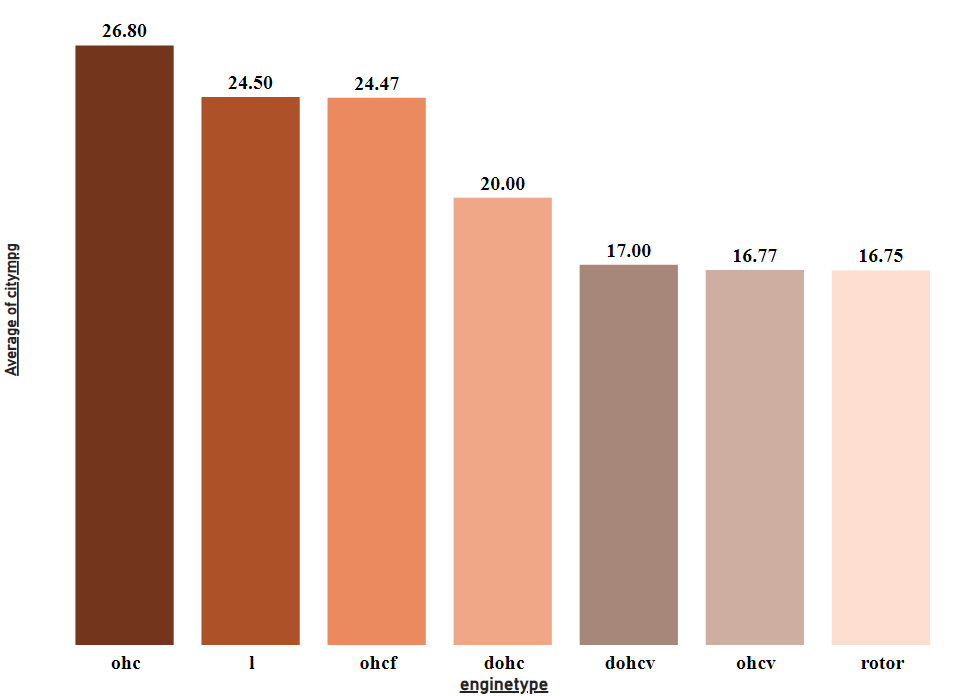 26.80
24.50
24.47
20.00
17.00
16.77
16.75
Average of citympg
ohc l ohcf dohc dohcv ohcv rotor
enginetype